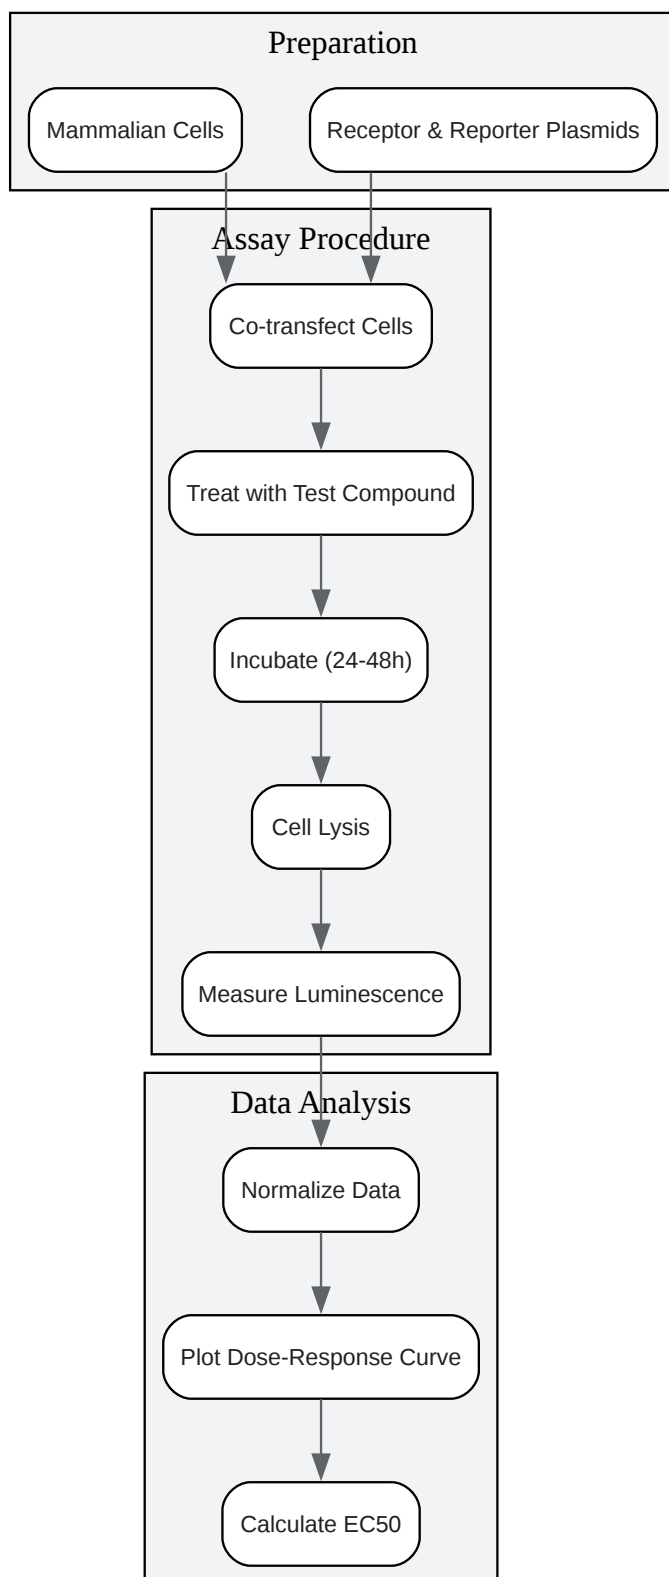 Preparation
Mammalian Cells
Receptor & Reporter Plasmids
Assay Procedure
Co-transfect Cells
Treat with Test Compound
Incubate (24-48h)
Cell Lysis
Measure Luminescence
Data Analysis
Normalize Data
Plot Dose-Response Curve
Calculate EC50